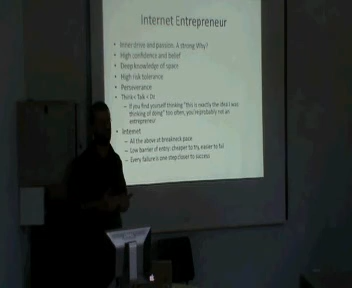 Internet Entrepreneur
• Inner drive and passion. A strong Why?
• High confidence and belief
• Deep knowledge of space
• High risk tolerance
• Perseverance
• Think < Talk < Do
– If you find yourself thinking "this is exactly the idea I was
thinking of doing" too often, you're probably not an
entrepreneur
• Internet
– All the above at breakneck pace
– Low barrier of entry: cheaper to try, easier to fail
– Every failure is one step closer to success